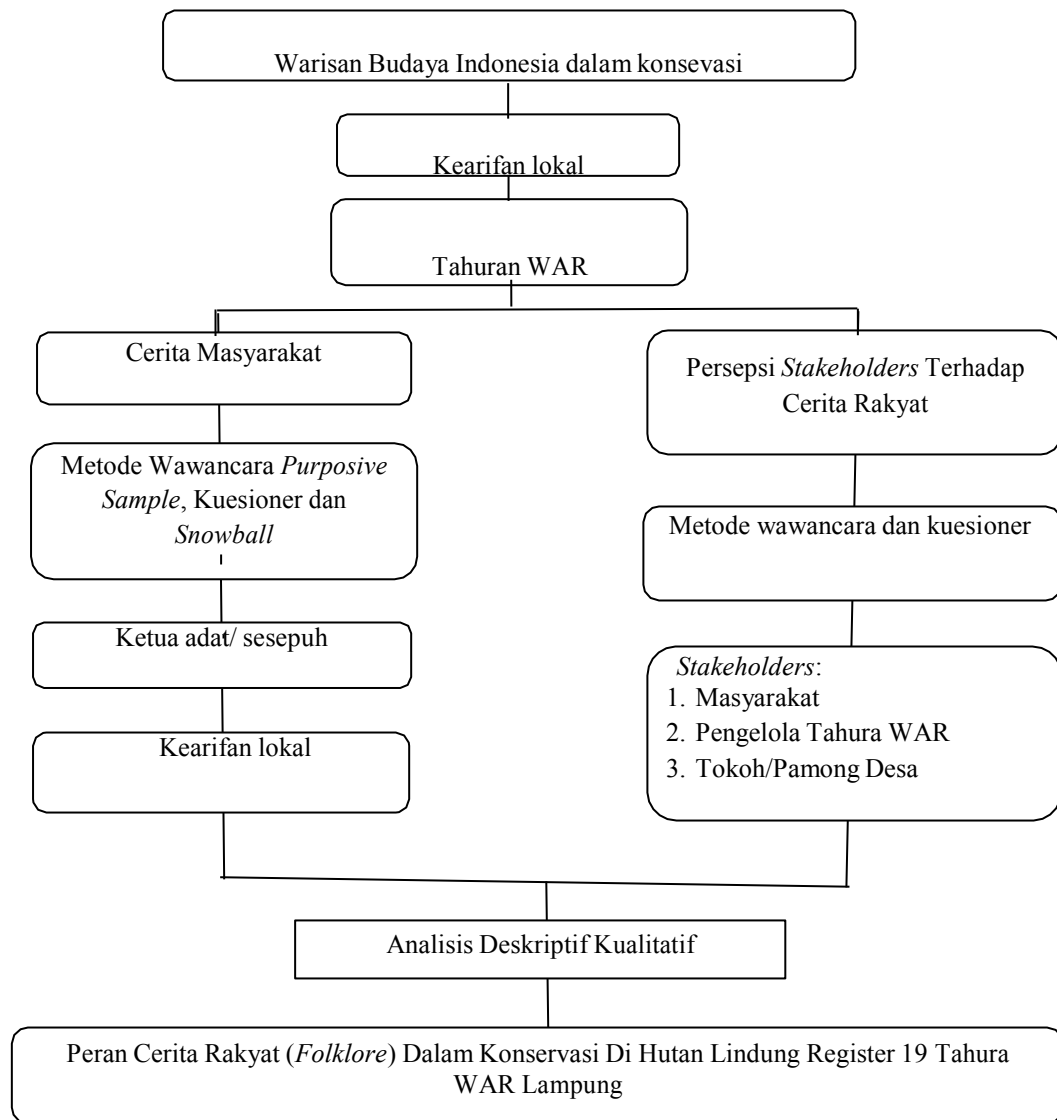 Warisan Budaya Indonesia dalam konsevasi
Kearifan lokal
Tahuran WAR
Cerita Masyarakat
Metode Wawancara Purposive
Sample, Kuesioner dan
Snowball
Ketua adat/ sesepuh
Kearifan lokal
Persepsi Stakeholders Terhadap
Cerita Rakyat
Metode wawancara dan kuesioner
Stakeholders:
1. Masyarakat
2. Pengelola Tahura WAR
3. Tokoh/Pamong Desa
Analisis Deskriptif Kualitatif
Peran Cerita Rakyat (Folklore) Dalam Konservasi Di Hutan Lindung Register 19 Tahura
WAR Lampung